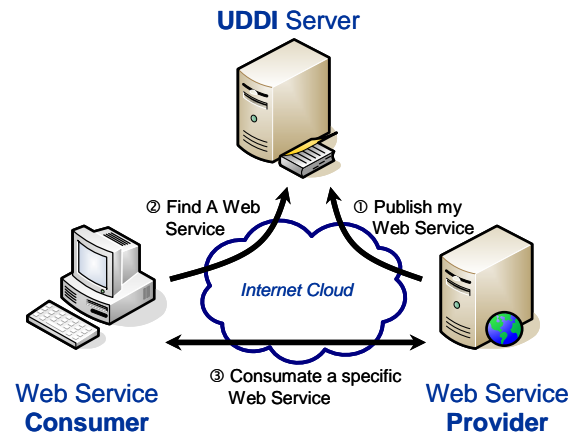 UDDI Server
② Find A Web
Service
① Publish my
Web Service
Internet Cloud
③ Consumate a specific
Web Service
Web Service
Consumer
Web Service
Provider